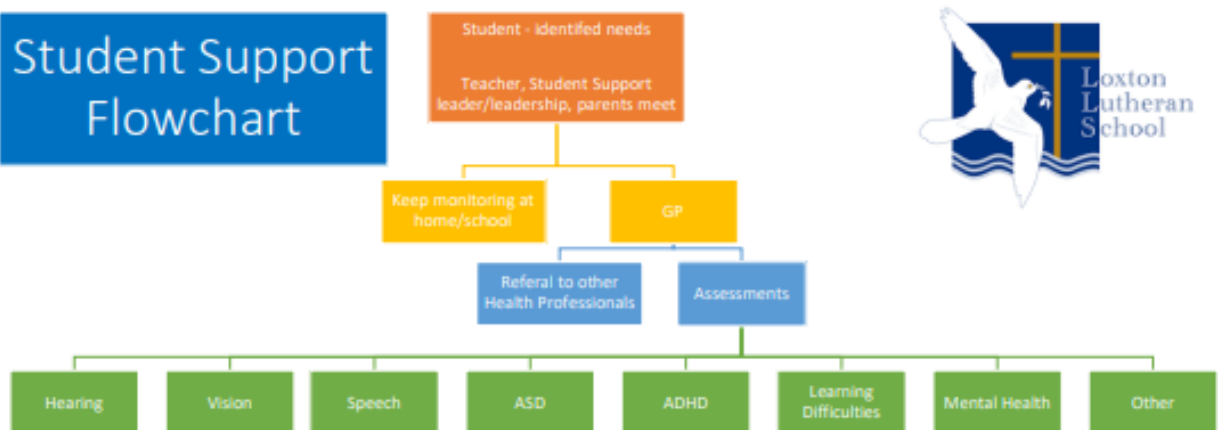 Student Support
Flowchart
Student - identifed needs
Teacher, Student Support
leader/leadership, parents meet
Loxton
Lutheran
School
Keep monitoring at
home/school
GP
Referal to other
Health Professionals
Assessments
Hearing
Vision
Speech
ASD
ADHD
Learning
Difficulties
Mental Health
Other